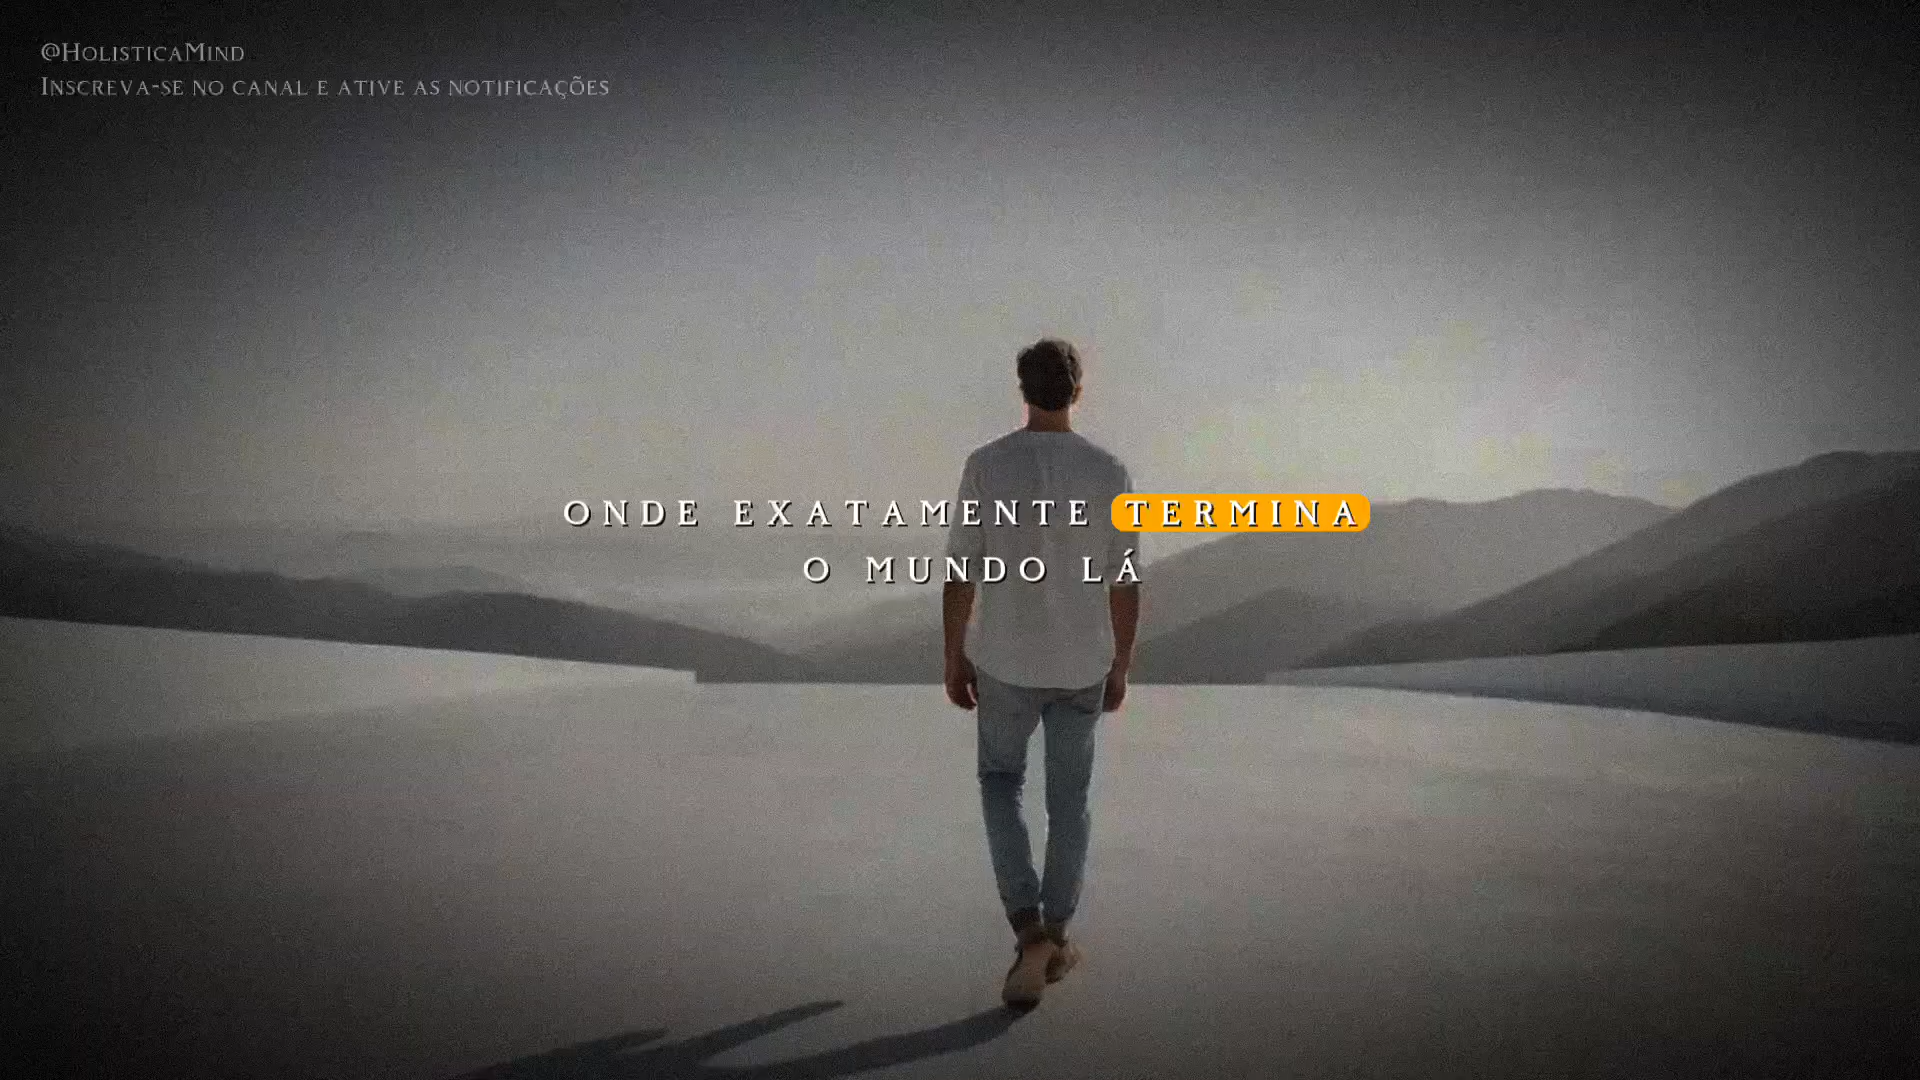 @HolisticaMind
Inscreva-se no canal e ative as notificações
ONDE EXATAMENTE TERMINA
O MUNDO LÁ